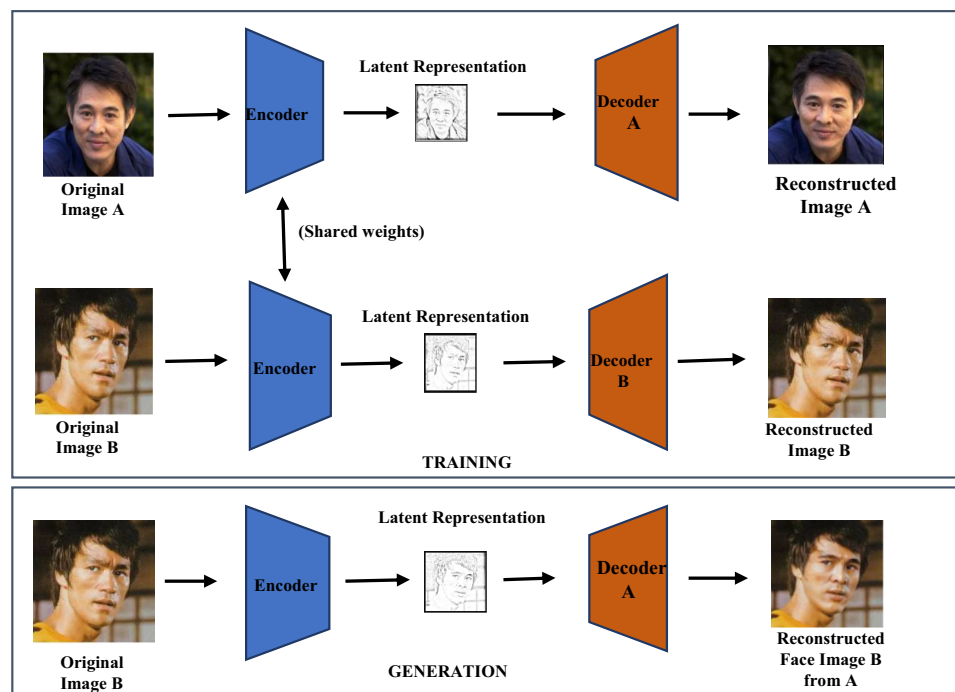 Latent Representation
Encoder
Decoder
A
Original
Image A
Reconstructed
Image A
(Shared weights)
Latent Representation
Encoder
Decoder
B
Original
Image B
Reconstructed
Image B
TRAINING
Latent Representation
Encoder
Decoder
A
Original
Image B
Reconstructed
Face Image B
from A
GENERATION